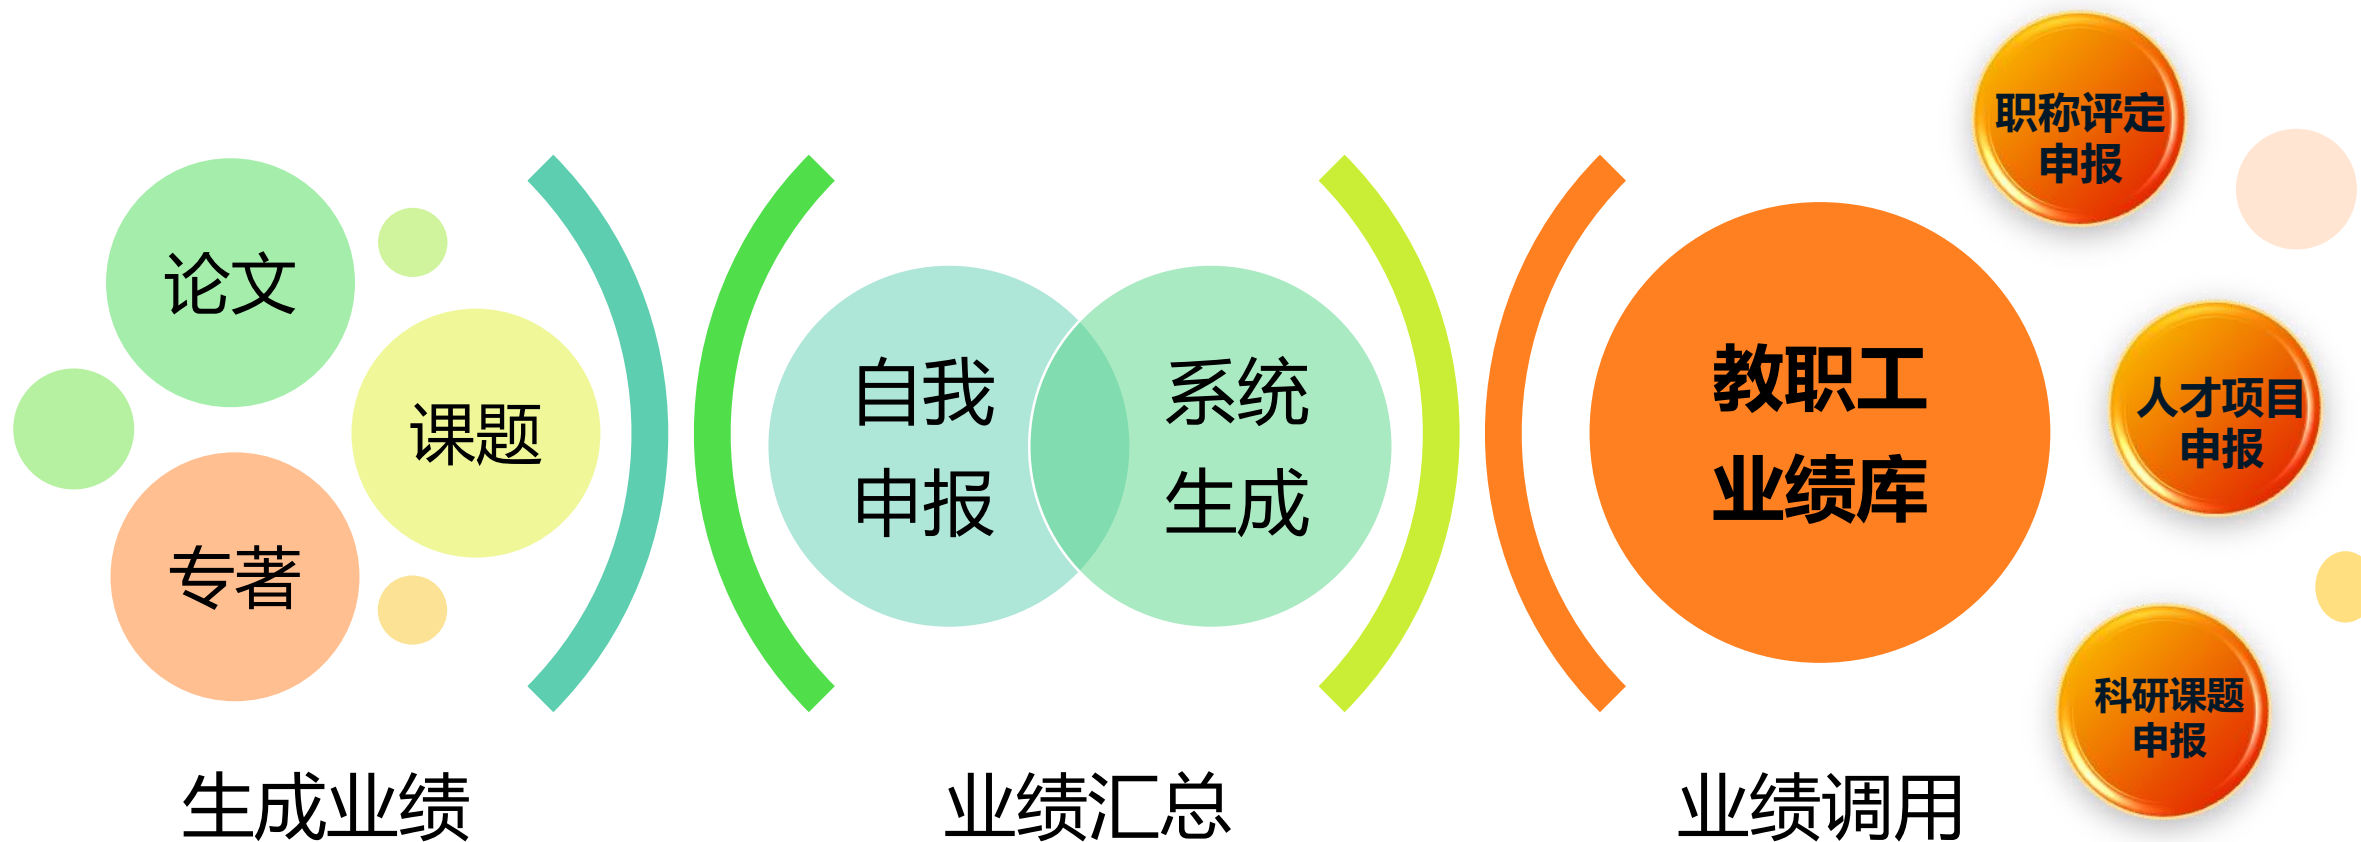 论文
课题
专著
生成业绩
自我
申报
系统
生成
业绩汇总
教职工
业绩库
业绩调用
职称评定
申报
人才项目
申报
科研课题
申报